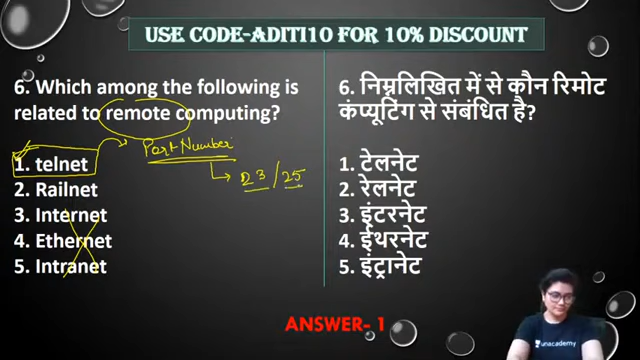 USE CODE-ADITI10 FOR 10% DISCOUNT
6. Which among the following is
related to remote computing?
1. telnet
2. Railnet
3. Internet
4. Ethernet
5. Intranet
Port Number
23/25
6. निम्नलिखित में से कौन रिमोट
कंप्यूटिंग से संबंधित है?
1. टेलनेट
2. रेलनेट
3. इंटरनेट
4. ईथरनेट
5. इंट्रानेट
ANSWER- 1
unacademy